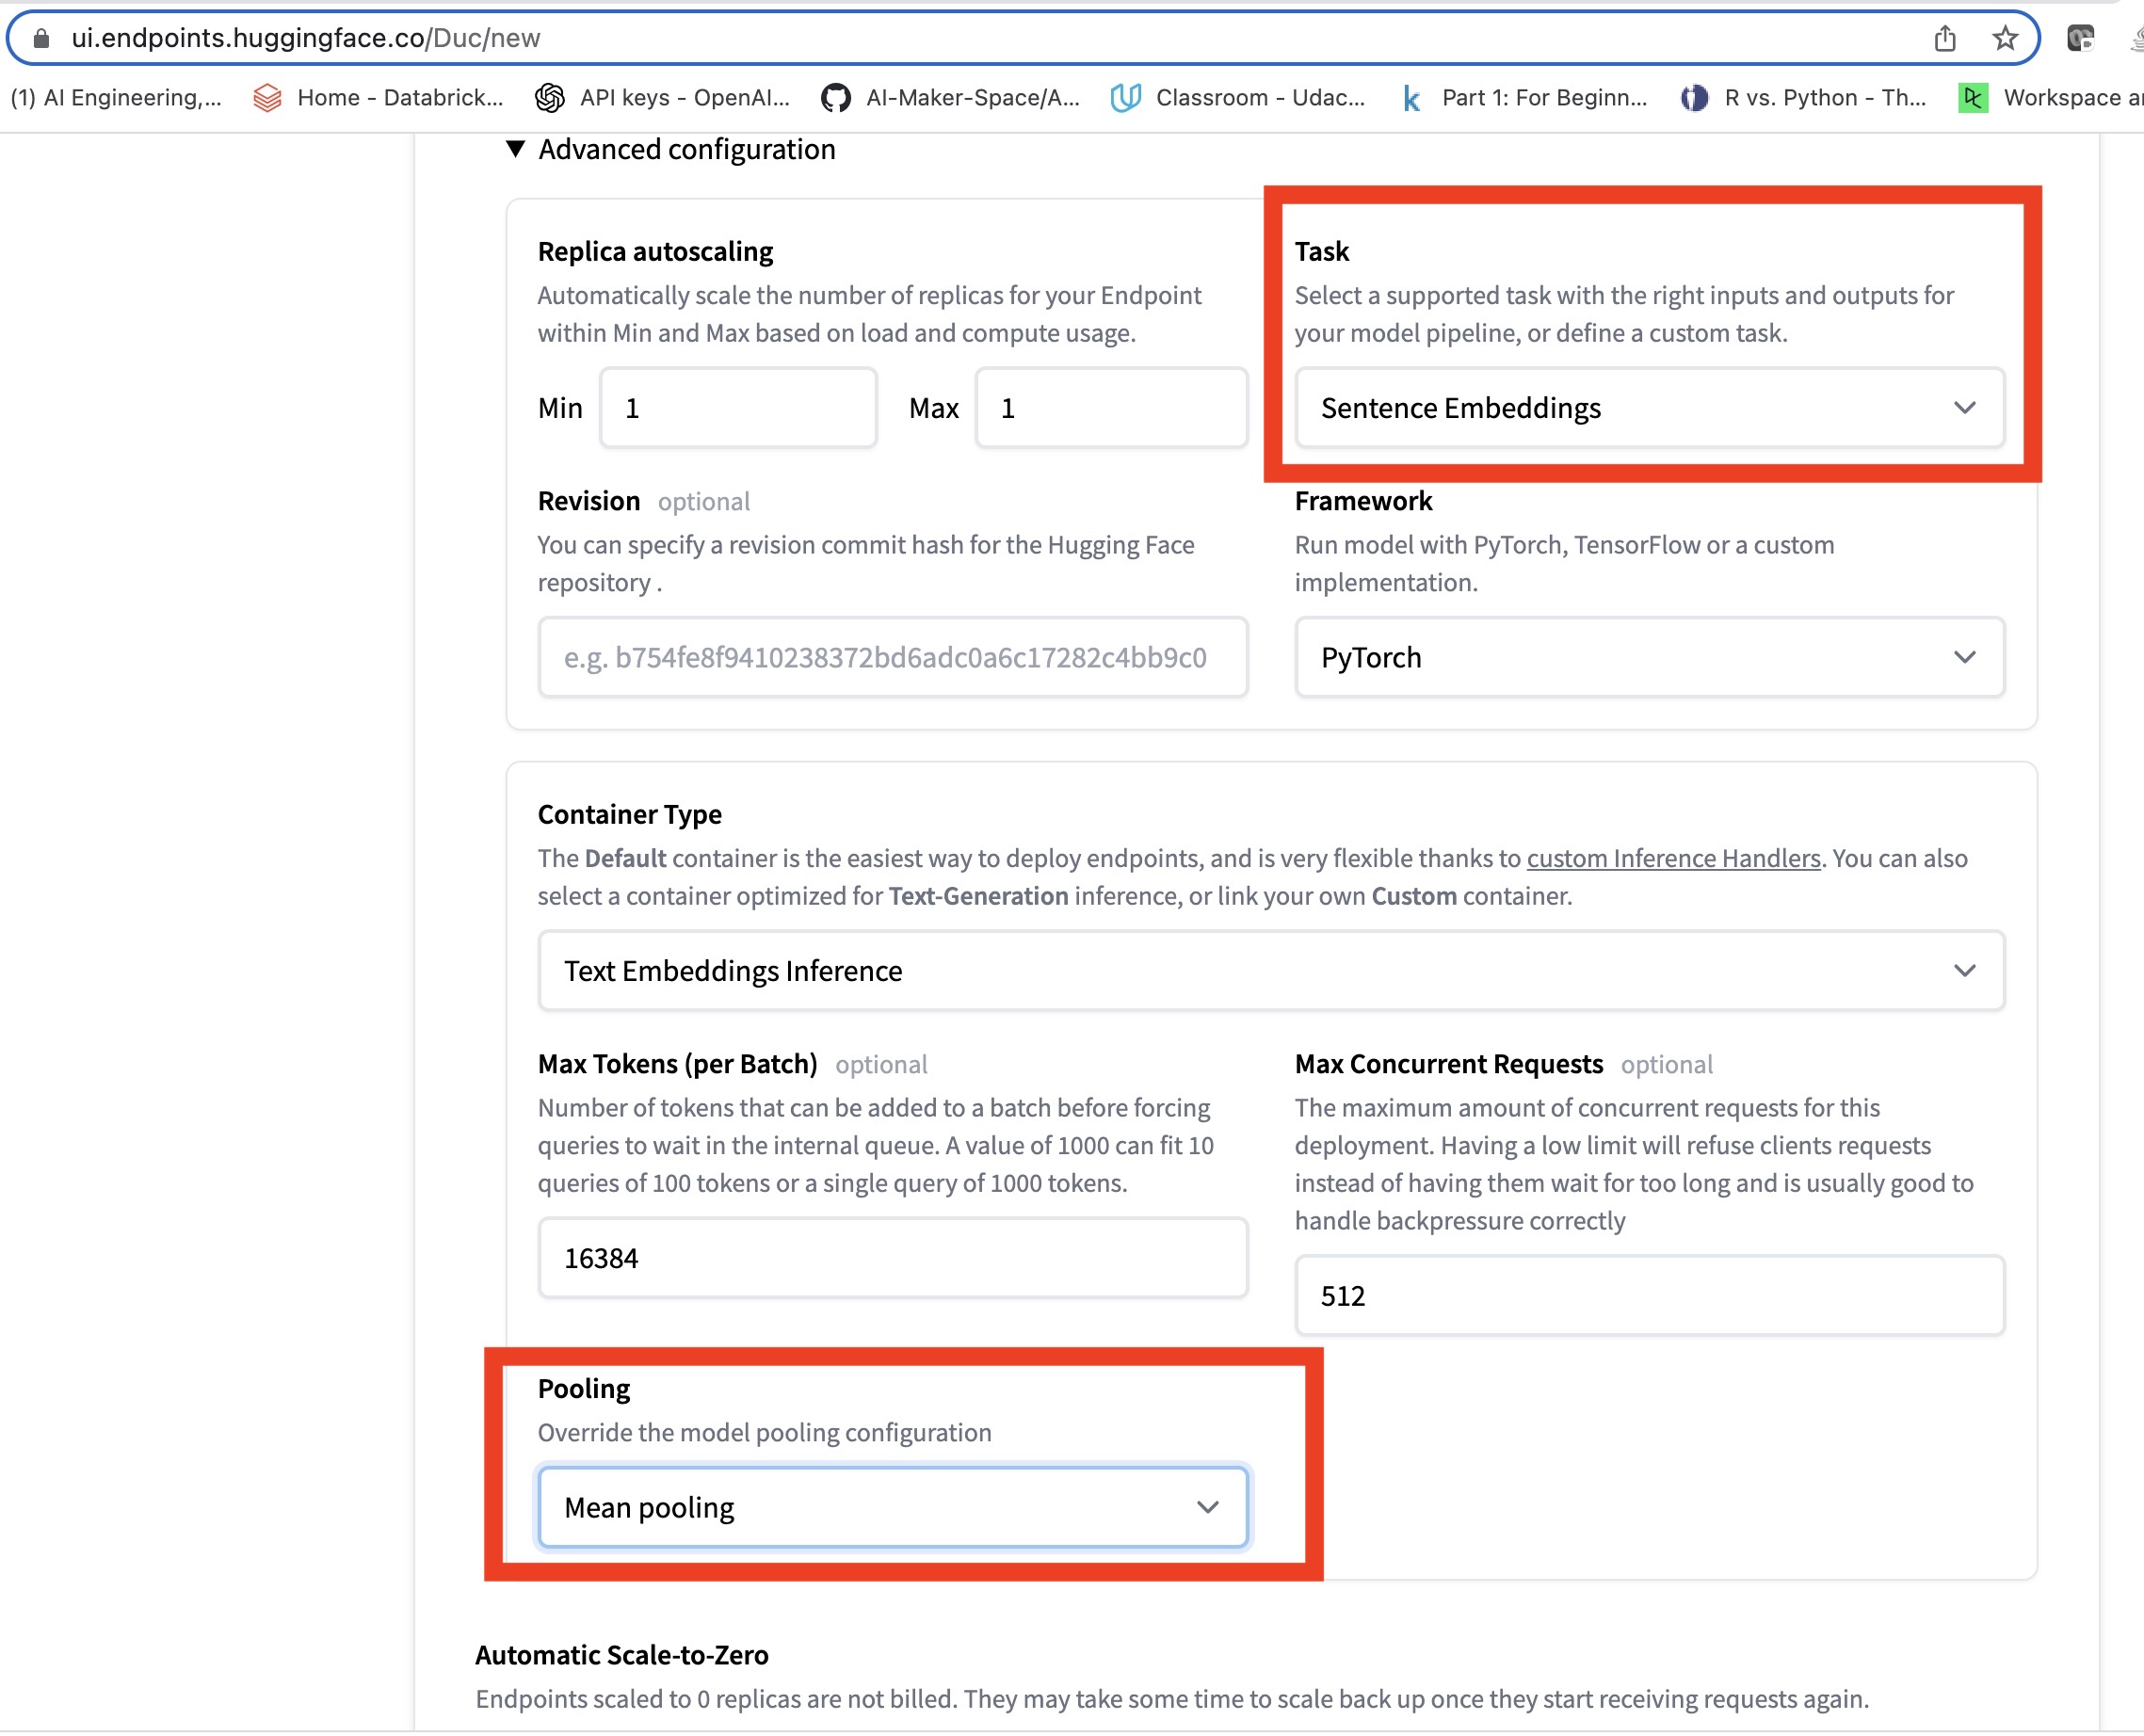 ui.endpoints.huggingface.co/Duc/new
(1) AI Engineering,... Home - Databrick... API keys - OpenAI... AI-Maker-Space/A... Classroom - Udac... Part 1: For Beginn... R vs. Python - Th... Workspace
Advanced configuration
Replica autoscaling
Automatically scale the number of replicas for your Endpoint
within Min and Max based on load and compute usage.
Min 1 Max 1
Task
Select a supported task with the right inputs and outputs for
your model pipeline, or define a custom task.
Sentence Embeddings
Revision optional
You can specify a revision commit hash for the Hugging Face
repository .
e.g. b754fe8f9410238372bd6adc0a6c17282c4bb9c0
Framework
Run model with PyTorch, TensorFlow or a custom
implementation.
PyTorch
Container Type
The Default container is the easiest way to deploy endpoints, and is very flexible thanks to custom Inference Handlers. You can also
select a container optimized for Text-Generation inference, or link your own Custom container.
Text Embeddings Inference
Max Tokens (per Batch) optional
Number of tokens that can be added to a batch before forcing
queries to wait in the internal queue. A value of 1000 can fit 10
queries of 100 tokens or a single query of 1000 tokens.
16384
Max Concurrent Requests optional
The maximum amount of concurrent requests for this
deployment. Having a low limit will refuse clients requests
instead of having them wait for too long and is usually good to
handle backpressure correctly
512
Pooling
Override the model pooling configuration
Mean pooling
Automatic Scale-to-Zero
Endpoints scaled to 0 replicas are not billed. They may take some time to scale back up once they start receiving requests again.